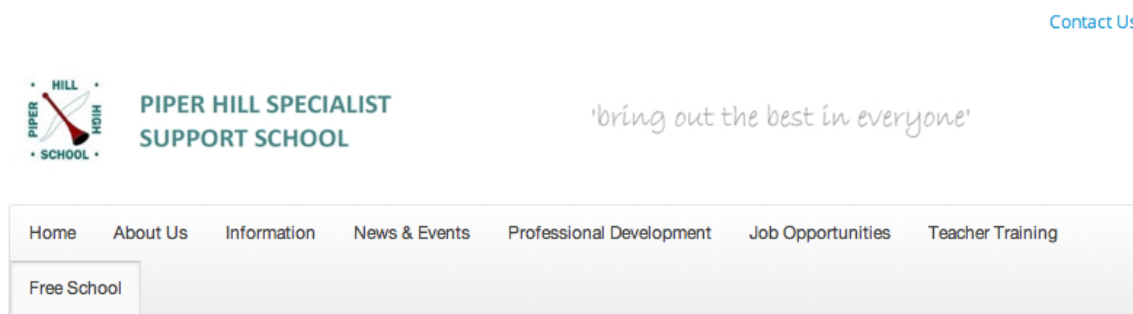 Contact Us
HILL
PIPER
HIGH
SCHOOL
PIPER HILL SPECIALIST
SUPPORT SCHOOL
'bring out the best in everyone'
Home About Us Information News & Events Professional Development Job Opportunities Teacher Training
Free School